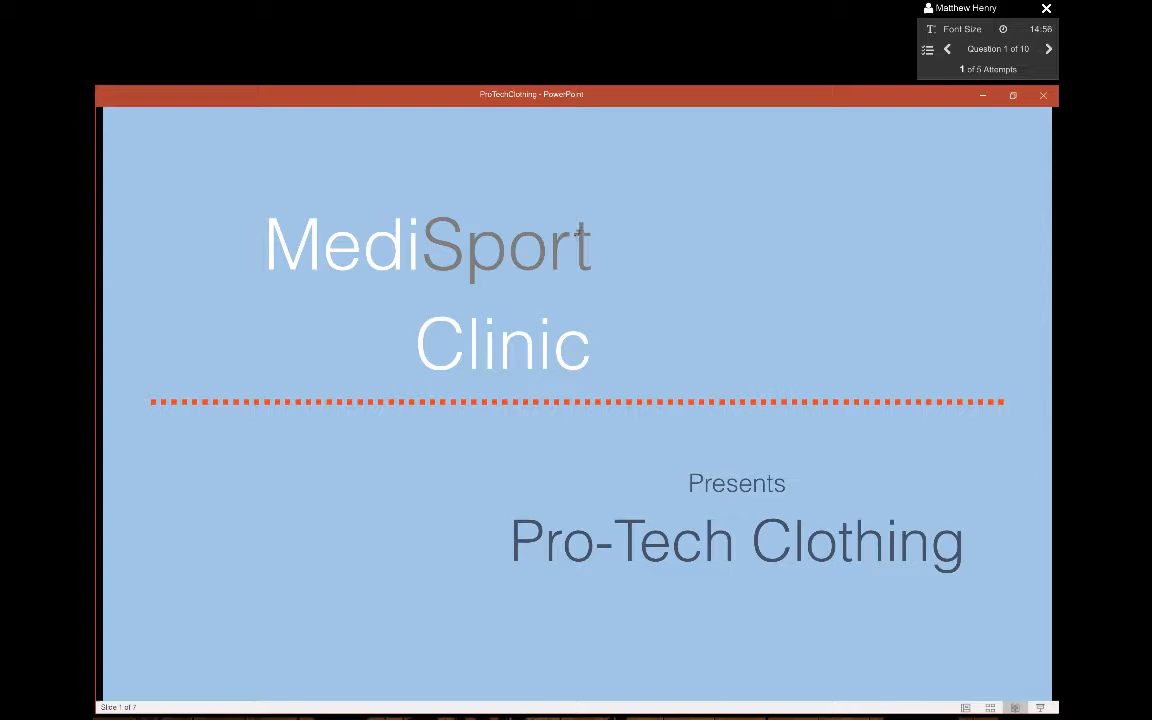 Matthew Henry
Font Size 14:56
Question 1 of 10
1 of 5 Attempts
ProTechClothing - PowerPoint
MediSport
Clinic
Presents
Pro-Tech Clothing
Slide 1 of 7